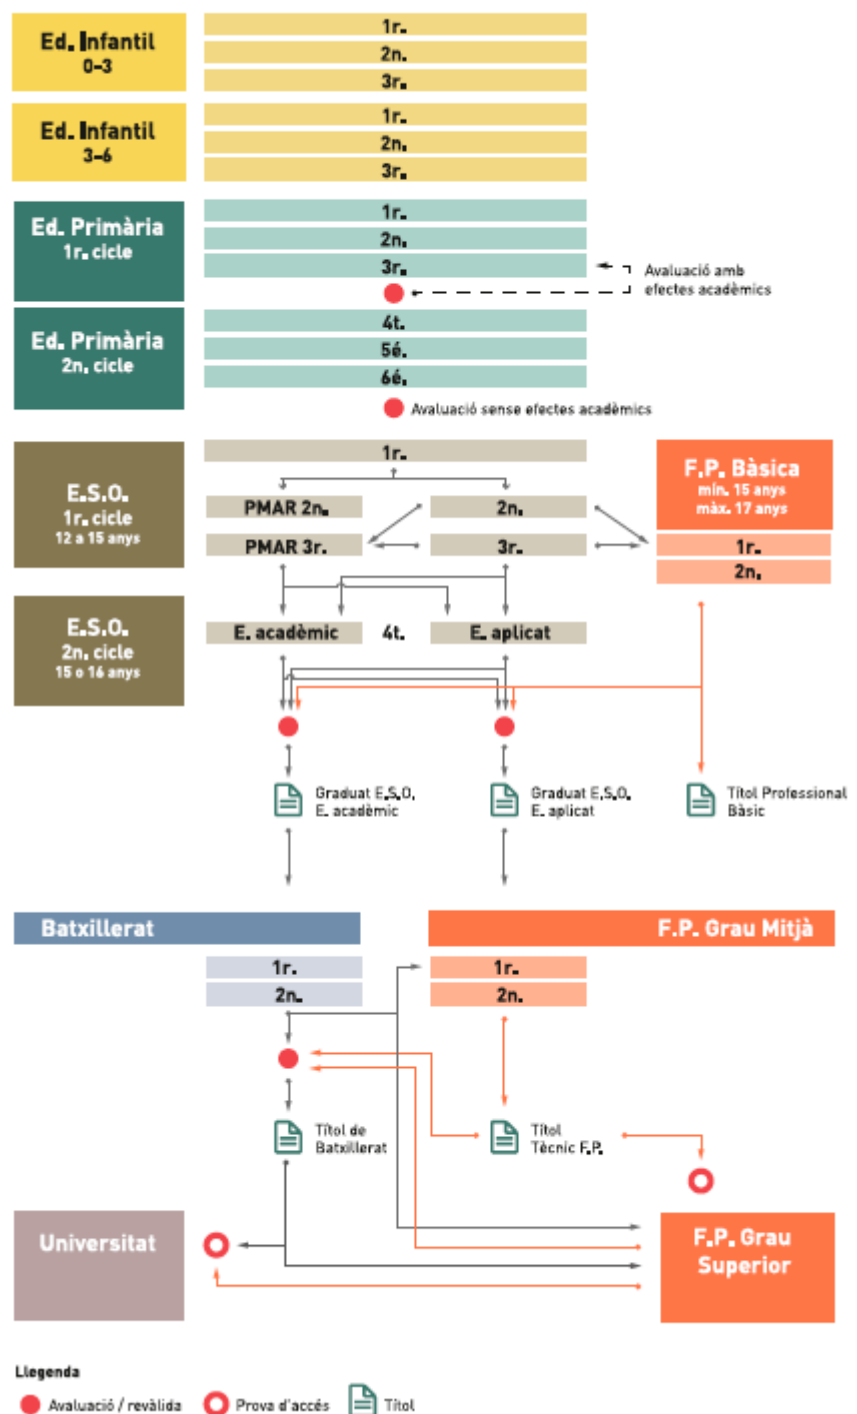 Ed. Infantil
0-3
1r.
2n.
3r.
Ed. Infantil
3-6
1r.
2n.
3r.
Ed. Primària
1r. cicle
1r.
2n.
3r.
Avaluació amb
efectes acadèmics
Ed. Primària
2n. cicle
4t.
5é.
6é.
Avaluació sense efectes acadèmics
E.S.O.
1r. cicle
12 a 15 anys
1r.
PMAR 2n.
2n.
PMAR 3r.
3r.
F.P. Bàsica
mín. 15 anys
màx. 17 anys
1r.
2n.
E.S.O.
2n. cicle
15 o 16 anys
E. acadèmic
4t.
E. aplicat
Graduat E.S.O.
E. acadèmic
Graduat E.S.O.
E. aplicat
Títol Professional
Bàsic
Batxillerat
F.P. Grau Mitjà
1r.
2n.
1r.
2n.
Títol de
Batxillerat
Títol
Tècnic F.P.
Universitat
F.P. Grau
Superior
Llegenda
Avaluació / revàlida
Prova d'accés
Títol